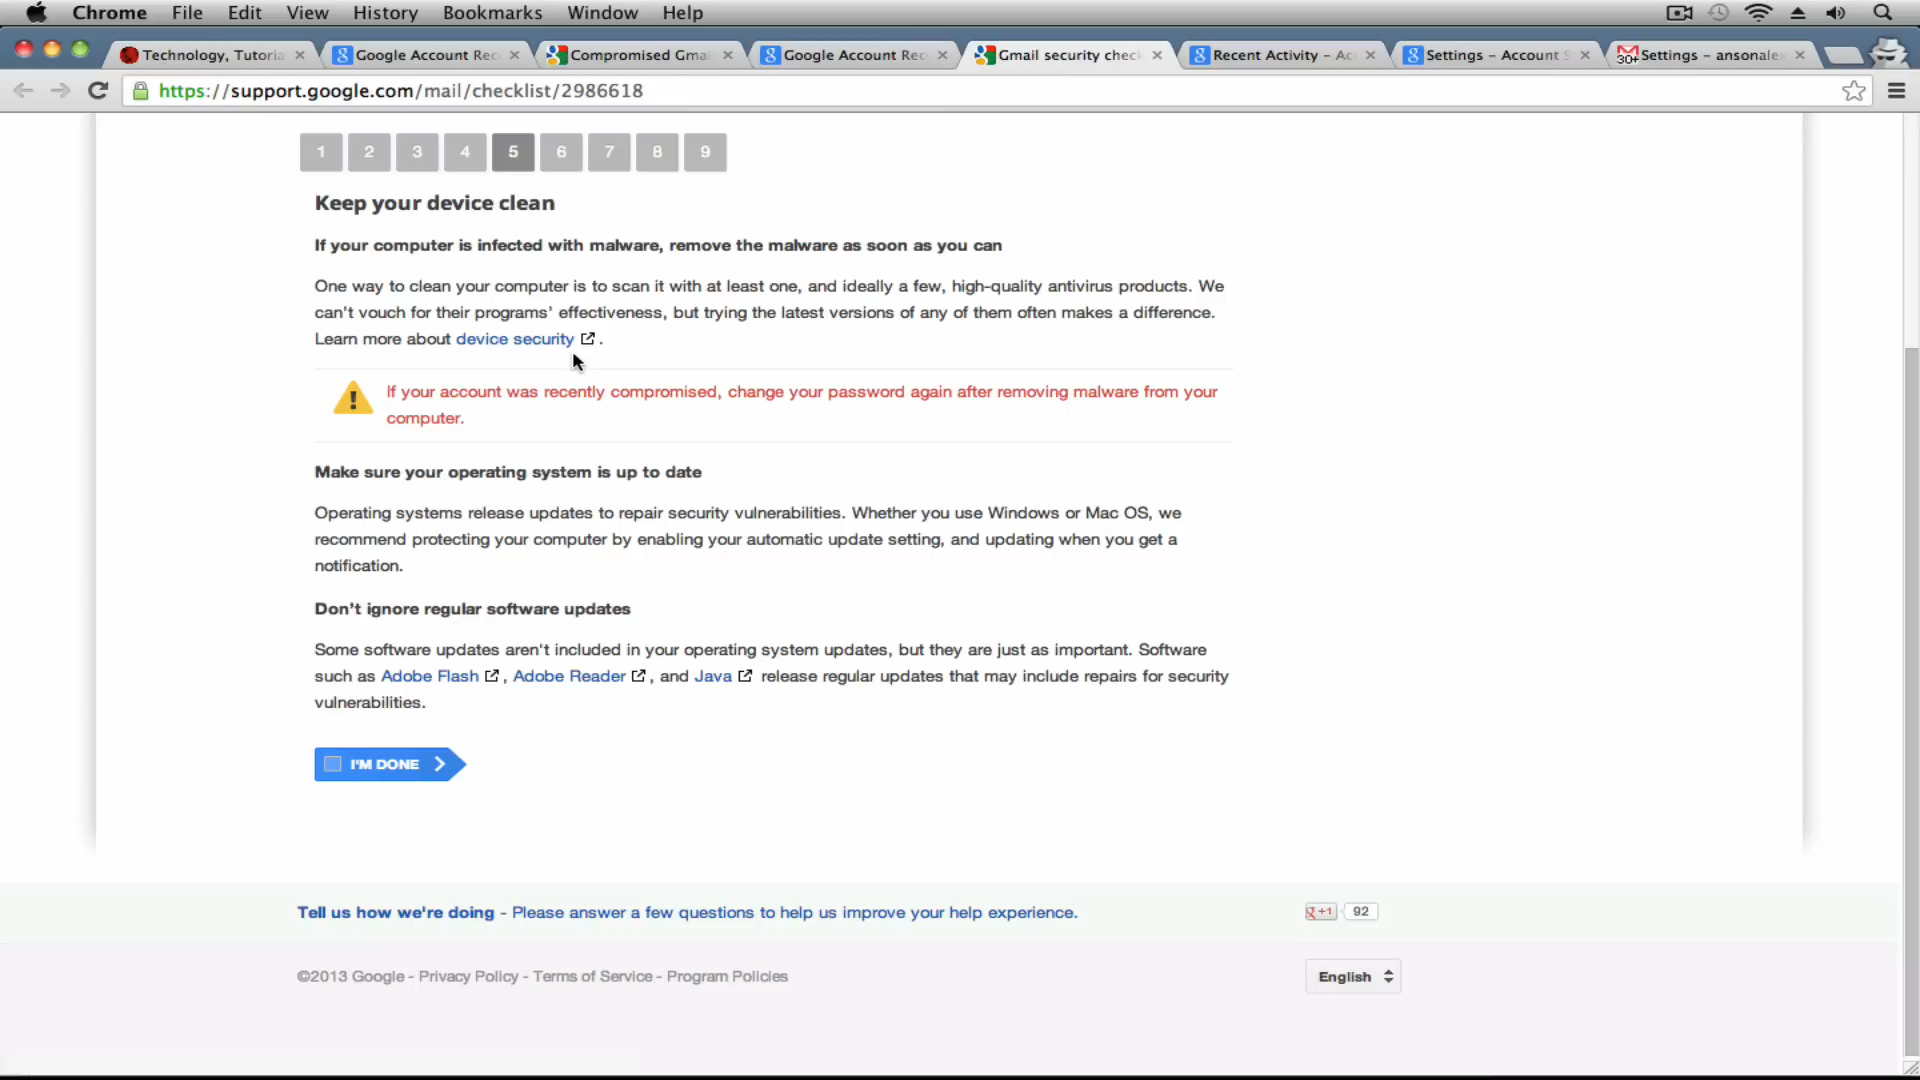 Chrome File Edit View History Bookmarks Window Help
Technology, Tutoria Google Account Rec Compromised Gma Google Account Rec Gmail security chec Recent Activity – Ac Settings – Account S 30+ Settings – ansonale
https://support.google.com/mail/checklist/2986618
1 2 3 4 5 6 7 8 9
Keep your device clean
If your computer is infected with malware, remove the malware as soon as you can
One way to clean your computer is to scan it with at least one, and ideally a few, high-quality antivirus products. We
can't vouch for their programs' effectiveness, but trying the latest versions of any of them often makes a difference.
Learn more about device security .
If your account was recently compromised, change your password again after removing malware from your
computer.
Make sure your operating system is up to date
Operating systems release updates to repair security vulnerabilities. Whether you use Windows or Mac OS, we
recommend protecting your computer by enabling your automatic update setting, and updating when you get a
notification.
Don't ignore regular software updates
Some software updates aren't included in your operating system updates, but they are just as important. Software
such as Adobe Flash , Adobe Reader , and Java release regular updates that may include repairs for security
vulnerabilities.
I'M DONE
Tell us how we're doing - Please answer a few questions to help us improve your help experience.
g +1 92
©2013 Google - Privacy Policy - Terms of Service - Program Policies
English